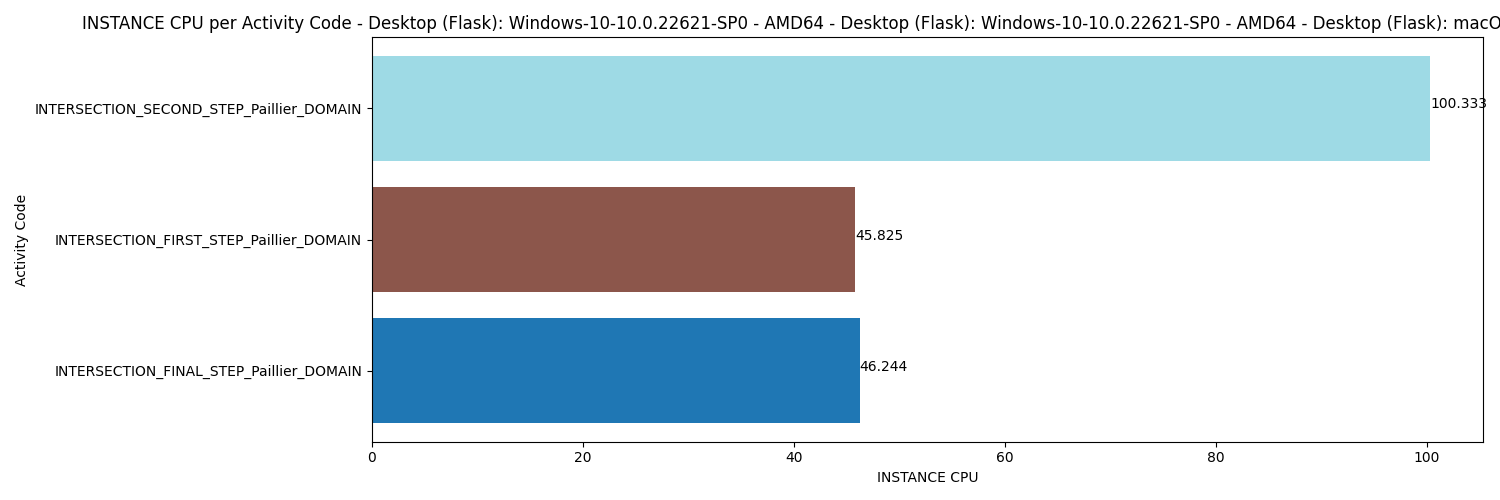 INSTANCE CPU per Activity Code - Desktop (Flask): Windows-10-10.0.22621-SP0 - AMD64 - Desktop (Flask): Windows-10-10.0.22621-SP0 - AMD64 - Desktop (Flask): macO
INTERSECTION_SECOND_STEP_Paillier_DOMAIN
100.333
INTERSECTION_FIRST_STEP_Paillier_DOMAIN
45.825
INTERSECTION_FINAL_STEP_Paillier_DOMAIN
46.244
Activity Code
0 20 40 60 80 100
INSTANCE CPU